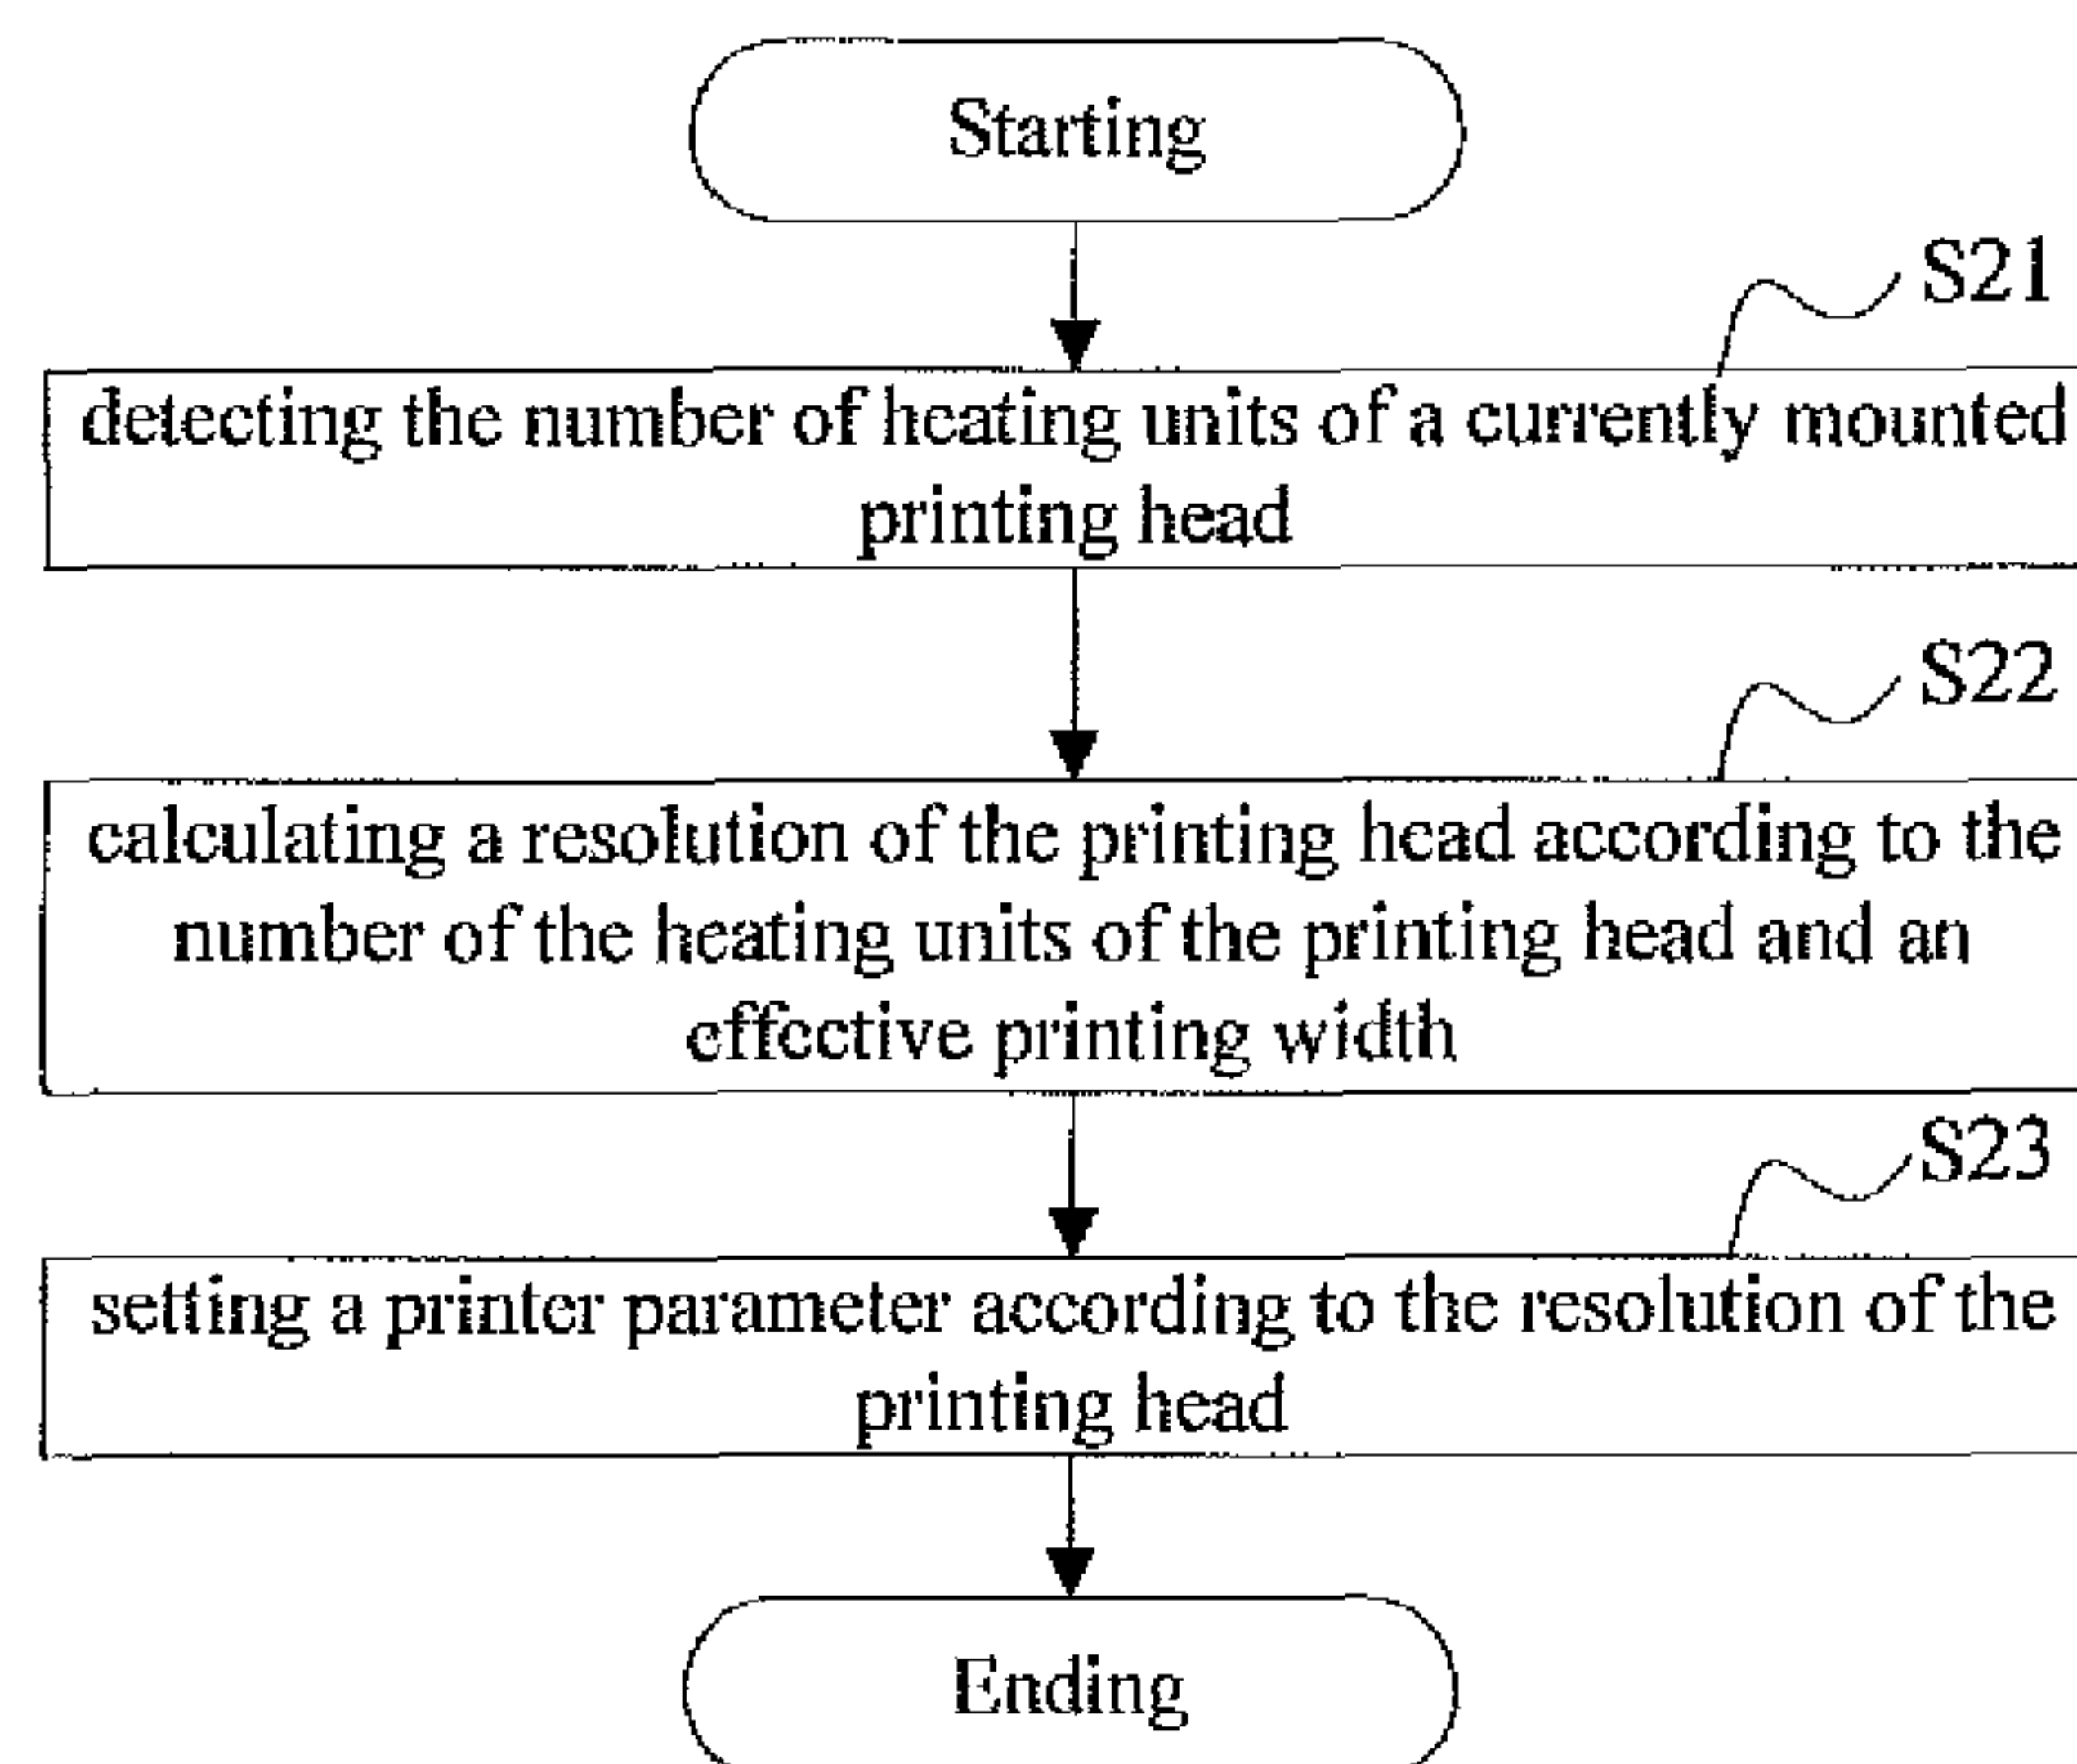 Starting
S21
detecting the number of heating units of a currently mounted
printing head
S22
calculating a resolution of the printing head according to the
number of the heating units of the printing head and an
effective printing width
S23
setting a printer parameter according to the resolution of the
printing head
Ending